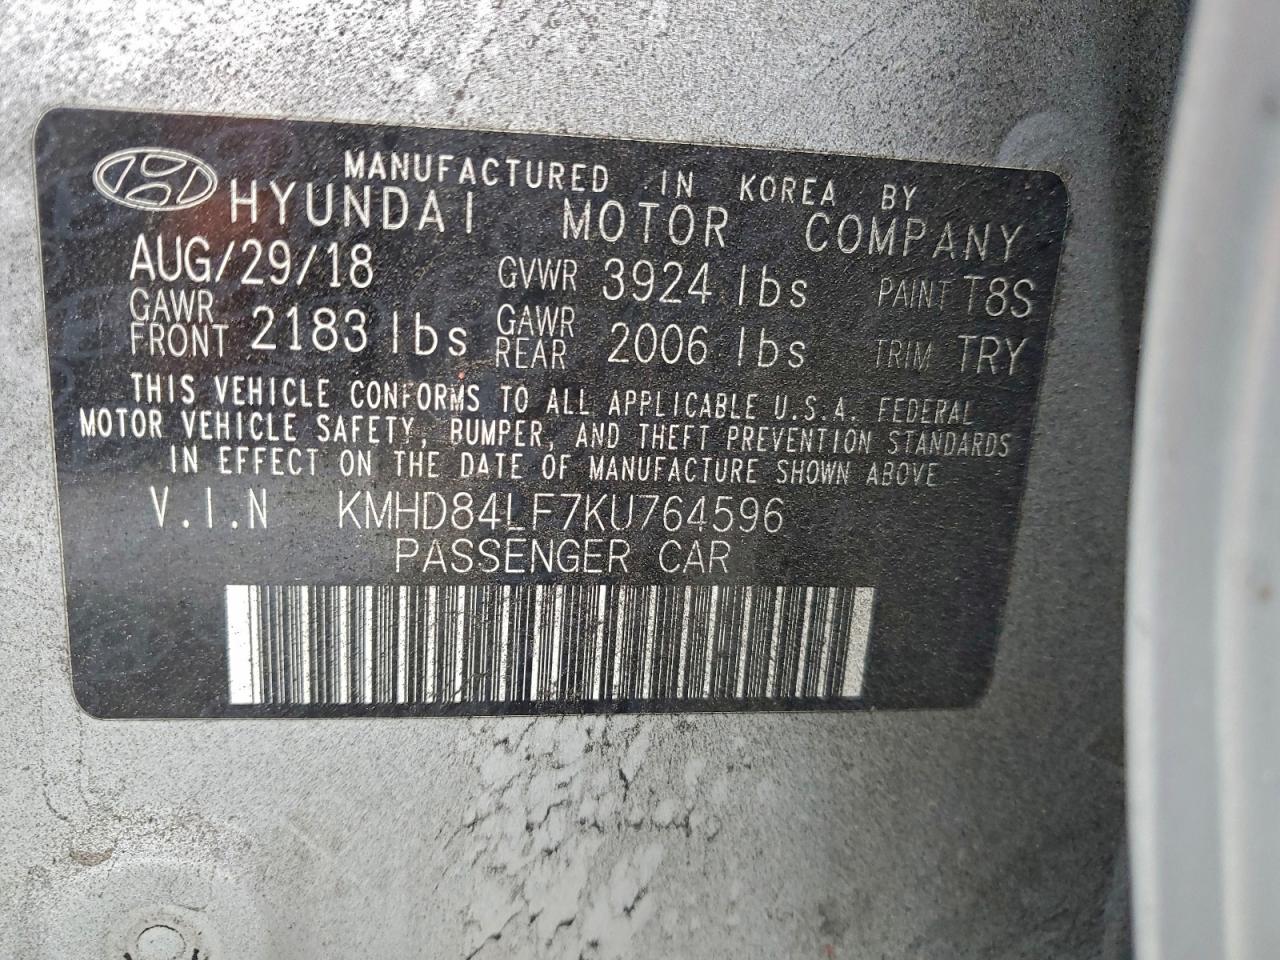 MANUFACTURED IN KOREA BY
HYUNDAI MOTOR COMPANY
AUG/29/18 GVWR 3924 lbs PAINT T8S
GAWR FRONT 2183 lbs GAWR REAR 2006 lbs TRIM TRY
THIS VEHICLE CONFORMS TO ALL APPLICABLE U.S.A. FEDERAL
MOTOR VEHICLE SAFETY, BUMPER, AND THEFT PREVENTION STANDARDS
IN EFFECT ON THE DATE OF MANUFACTURE SHOWN ABOVE
V.I.N KMHD84LF7KU764596
PASSENGER CAR